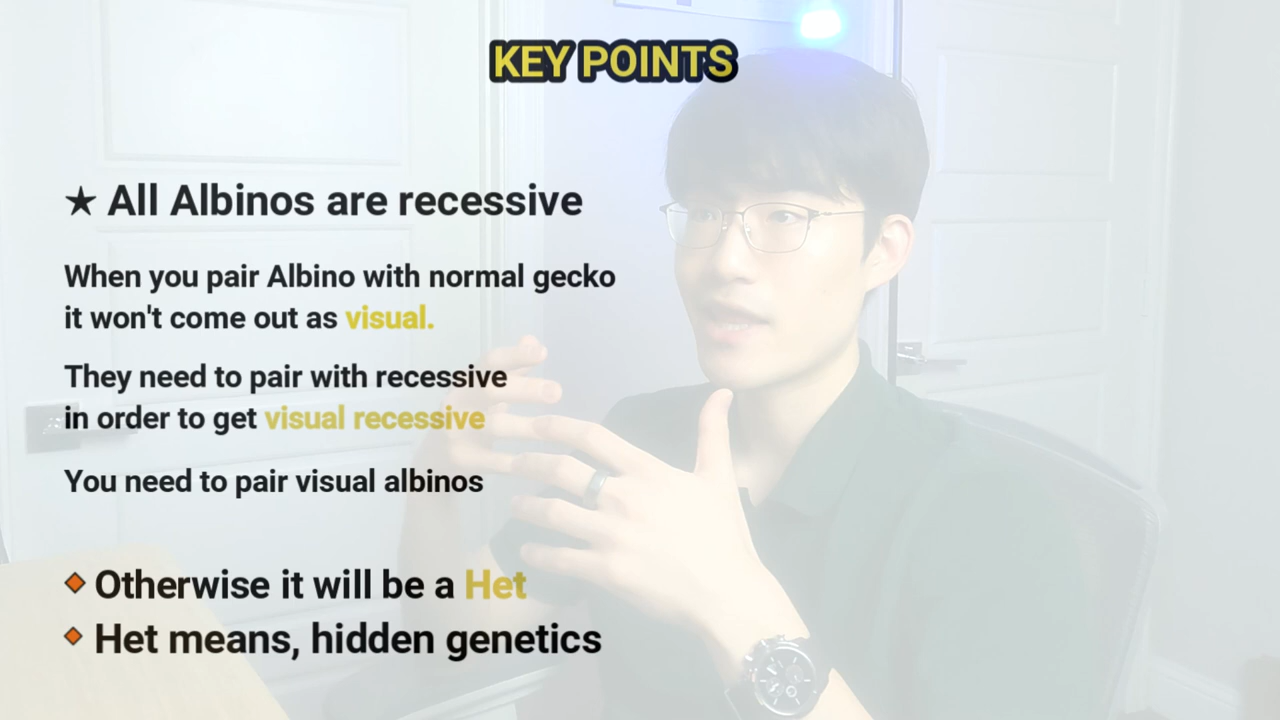 KEY POINTS
★ All Albinos are recessive
When you pair Albino with normal gecko
it won't come out as visual.
They need to pair with recessive
in order to get visual recessive
You need to pair visual albinos
🔸 Otherwise it will be a Het
🔸 Het means, hidden genetics